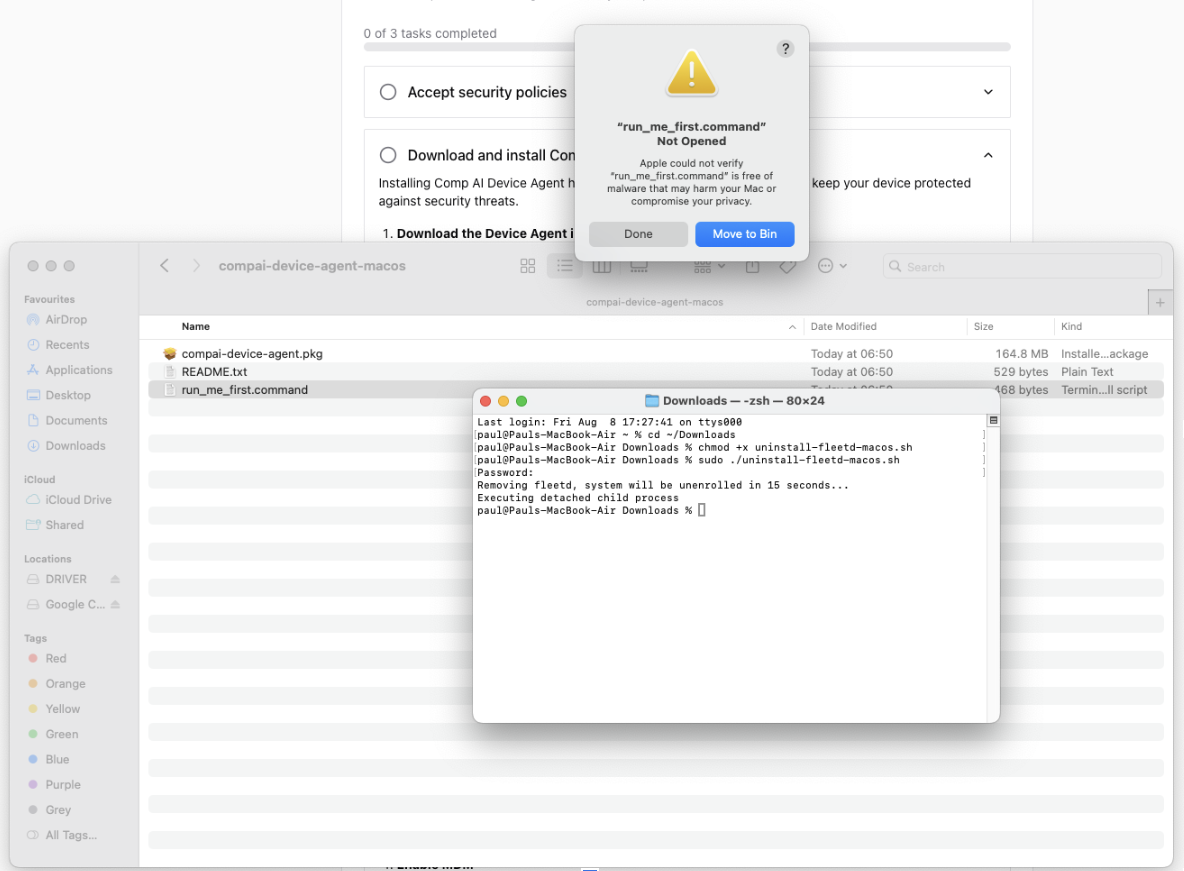 0 of 3 tasks completed
Accept security policies
Download and install Con
Installing Comp AI Device Agent h
keep your device protected
against security threats.
1. Download the Device Agent i
?
“run_me_first.command”
Not Opened
Apple could not verify
“run_me_first.command” is free of
malware that may harm your Mac or
compromise your privacy.
Done
Move to Bin
compai-device-agent-macos
Search
compai-device-agent-macos
Favourites
AirDrop
Recents
Applications
Desktop
Documents
Downloads
iCloud
iCloud Drive
Shared
Locations
DRIVER
Google C...
Tags
Red
Orange
Yellow
Green
Blue
Purple
Grey
All Tags...
Name Date Modified Size Kind
compai-device-agent.pkg Today at 06:50 164.8 MB Installe...ackage
README.txt Today at 06:50 529 bytes Plain Text
run_me_first.command Today at 06:50 468 bytes Termin...ll script
Downloads — -zsh — 80×24
Last login: Fri Aug  8 17:27:41 on ttys000
[paul@Pauls-MacBook-Air ~ % cd ~/Downloads ]
[paul@Pauls-MacBook-Air Downloads % chmod +x uninstall-fleetd-macos.sh ]
[paul@Pauls-MacBook-Air Downloads % sudo ./uninstall-fleetd-macos.sh ]
[Password: ]
Removing fleetd, system will be unenrolled in 15 seconds...
Executing detached child process
paul@Pauls-MacBook-Air Downloads %